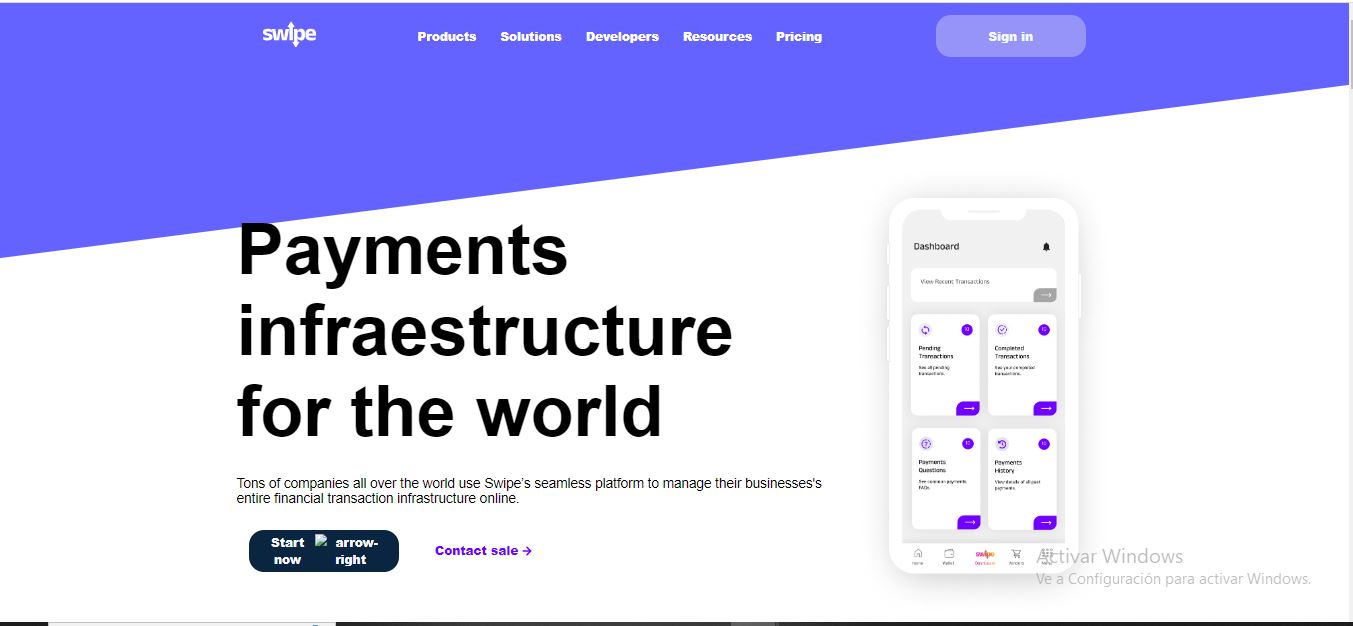 swipe
Products Solutions Developers Resources Pricing Sign in
Payments
infraestructure
for the world
Tons of companies all over the world use Swipe's seamless platform to manage their businesses's
entire financial transaction infrastructure online.
Start
now
arrow-
right
Contact sale →
Dashboard
View Recent Transactions
10
Pending
Transactions
See all pending
transactions.
10
Completed
Transactions
See your completed
transactions.
10
Payments
Questions
See common payments
FAQs.
10
Payments
History
View details of all past
payments.
Home
Wallet
swipe
Dashboard
Activar Windows
Ve a Configuración para activar Windows.